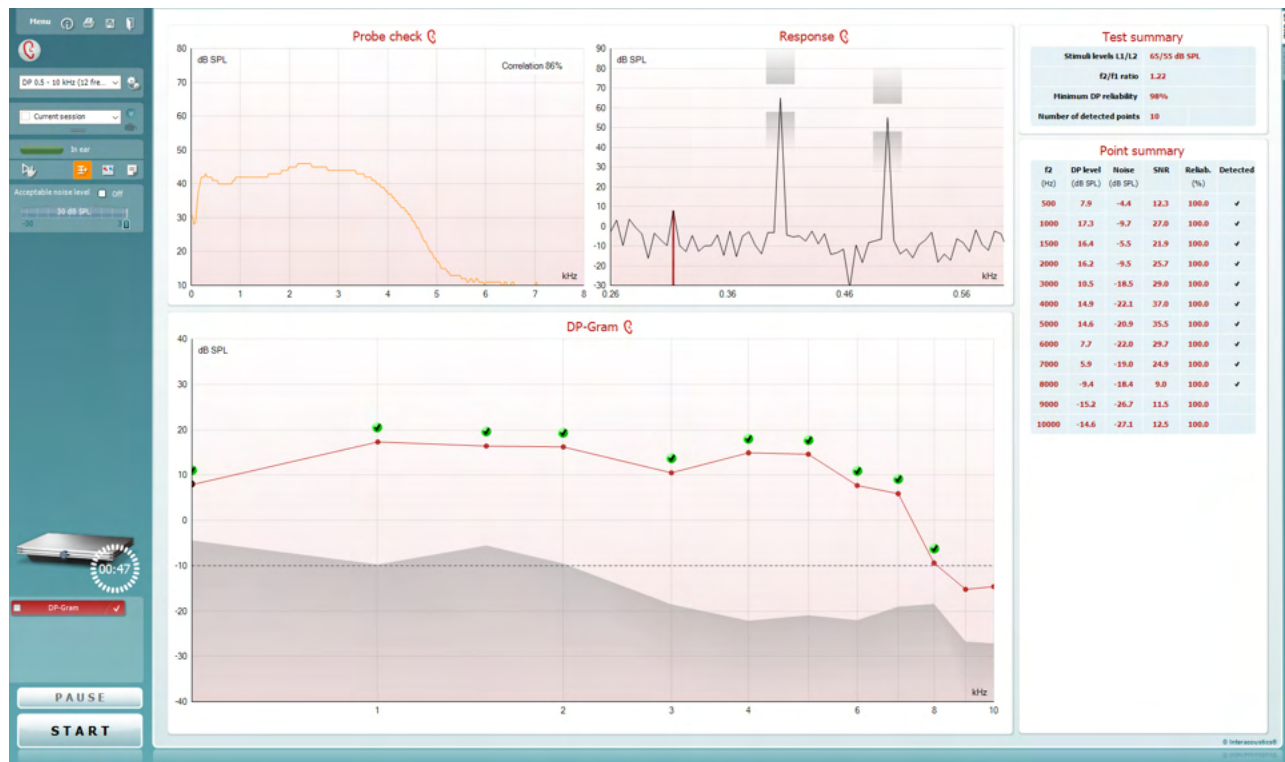 Menu
DP 0.5 - 10 kHz (12 fre...
Current session
In ear
Acceptable noise level Off
30 dB SPL
-30
00:47
DP-Gram
PAUSE
START
Probe check
dB SPL
Correlation 86%
80
70
60
50
40
30
20
10
0 1 2 3 4 5 6 7 8
kHz
Response
dB SPL
90
80
70
60
50
40
30
20
10
0
-10
-20
-30
0.26 0.36 0.46 0.56
kHz
DP-Gram
dB SPL
40
30
20
10
0
-10
-20
-30
-40
1 2 3 4 6 8 10
kHz
Test summary
Stimuli levels L1/L2 65/55 dB SPL
f2/f1 ratio 1.22
Minimum DP reliability 98%
Number of detected points 10
Point summary
f2 DP level Noise SNR Reliab. Detected
(Hz) (dB SPL) (dB SPL) (%)
500 7.9 -4.4 12.3 100.0 ✓
1000 17.3 -9.7 27.0 100.0 ✓
1500 16.4 -5.5 21.9 100.0 ✓
2000 16.2 -9.5 25.7 100.0 ✓
3000 10.5 -18.5 29.0 100.0 ✓
4000 14.9 -22.1 37.0 100.0 ✓
5000 14.6 -20.9 35.5 100.0 ✓
6000 7.7 -22.0 29.7 100.0 ✓
7000 5.9 -19.0 24.9 100.0 ✓
8000 -9.4 -18.4 9.0 100.0 ✓
9000 -15.2 -26.7 11.5 100.0
10000 -14.6 -27.1 12.5 100.0
© Interacoustics®